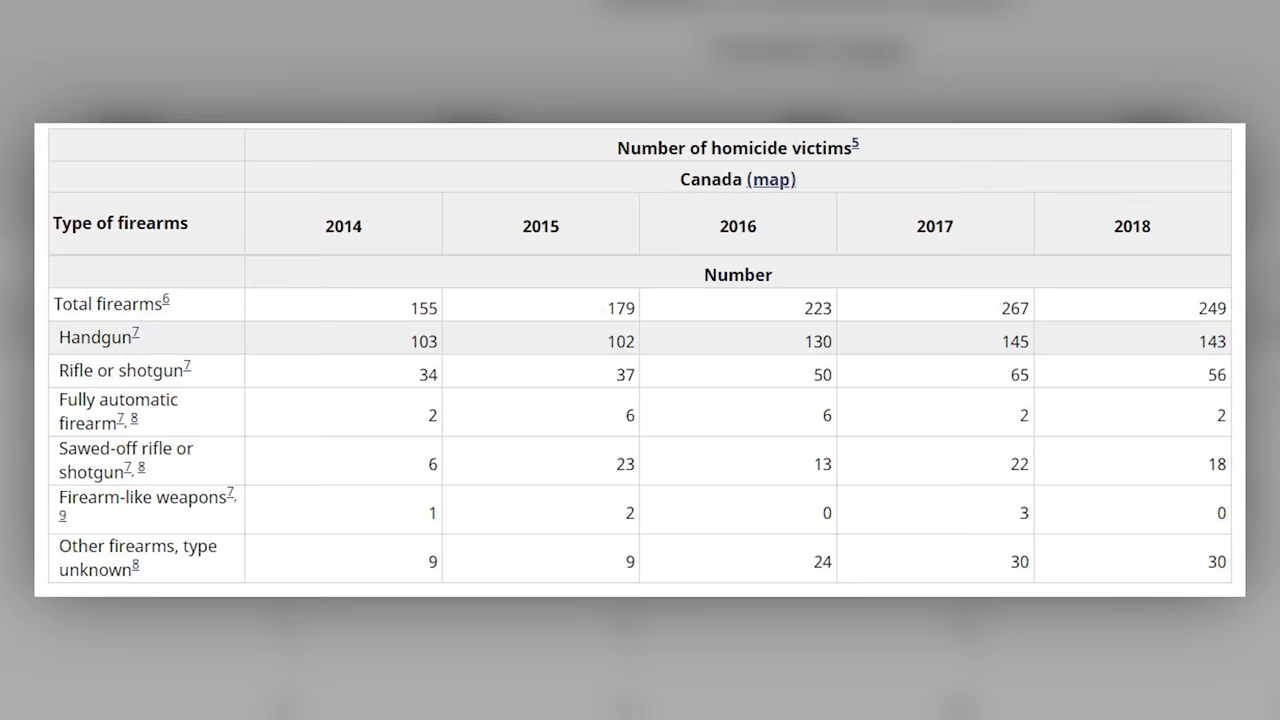 Number of homicide victims5
Canada (map)
Type of firearms 2014 2015 2016 2017 2018
Number
Total firearms6 155 179 223 267 249
Handgun7 103 102 130 145 143
Rifle or shotgun7 34 37 50 65 56
Fully automatic
firearm7, 8 2 6 6 2 2
Sawed-off rifle or
shotgun7, 8 6 23 13 22 18
Firearm-like weapons7,
9 1 2 0 3 0
Other firearms, type
unknown8 9 9 24 30 30